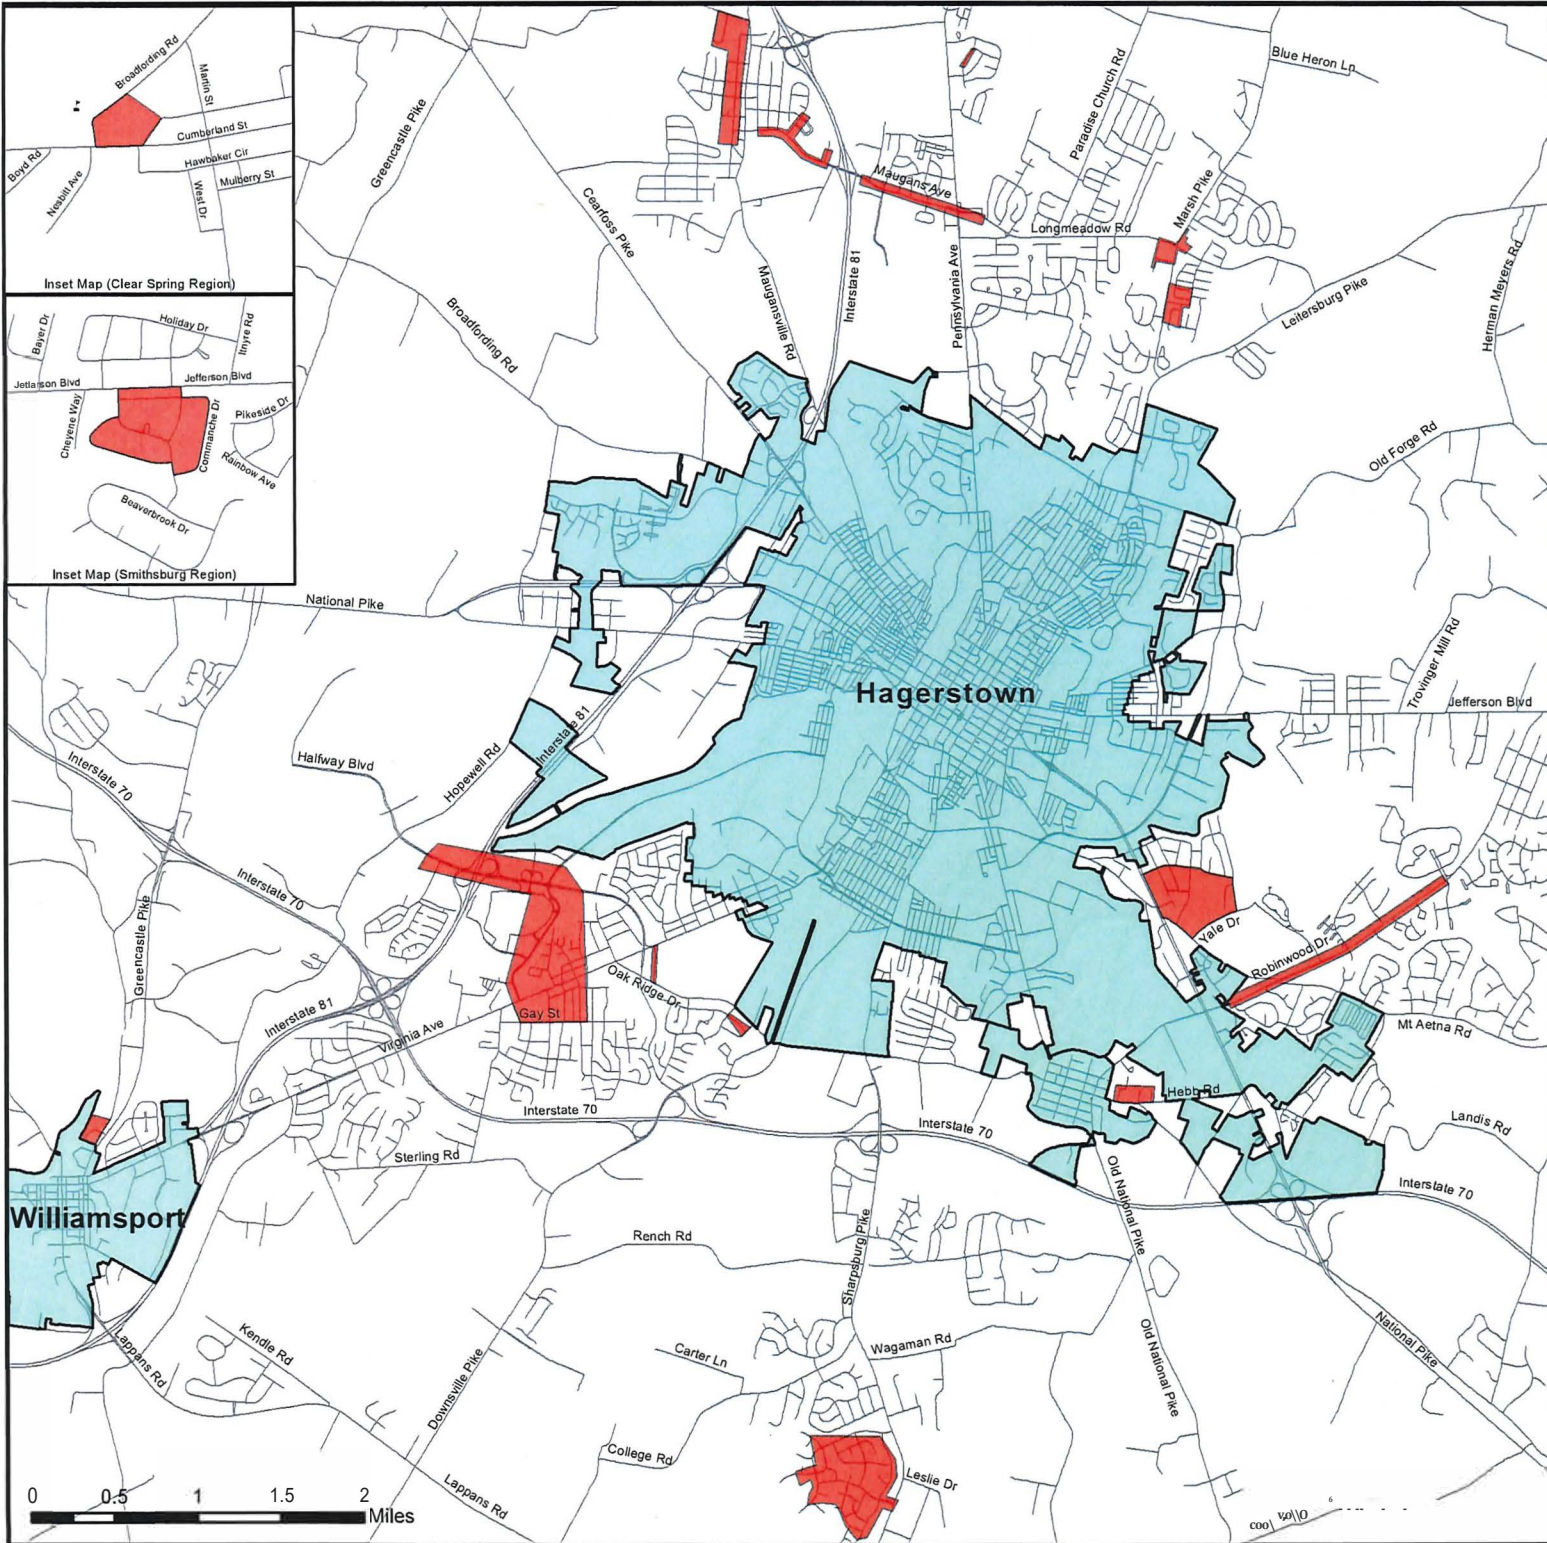 Broadfording Rd
Martin St
Cumberland St
Boyd Rd
Hawbaker Cir
Nesbitt Ave
West Dr
Mulberry St
Inset Map (Clear Spring Region)
Bayer Dr
Holiday Dr
Itnyre Rd
Jetlarson Blvd
Jefferson Blvd
Cheyene Way
Commanche Dr
Pikeside Dr
Rainbow Ave
Beaverbrook Dr
Inset Map (Smithsburg Region)
Blue Heron Ln
Paradise Church Rd
Greencastle Pike
Cearfoss Pike
Maugans Ave
Marsh Pike
Longmeadow Rd
Maugansville Rd
Interstate 81
Pennsylvania Ave
Leitersburg Pike
Herman Meyers Rd
Broadfording Rd
Old Forge Rd
National Pike
Trovinger Mill Rd
Hagerstown
Jefferson Blvd
Interstate 81
Hopewell Rd
Halfway Blvd
Interstate 70
Interstate 70
Greencastle Pike
Yale Dr
Robinwood Dr
Oak Ridge Dr
Gay St
Interstate 81
Virginia Ave
Mt Aetna Rd
Hebb Rd
Interstate 70
Interstate 70
Landis Rd
Sterling Rd
Old National Pike
Interstate 70
Williamsport
Rench Rd
Sharpsburg Pike
Kendle Rd
Lappans Rd
Carter Ln
Wagaman Rd
Old National Pike
National Pike
Downsville Pike
College Rd
Leslie Dr
Lappans Rd
0 0.5 1 1.5 2
Miles